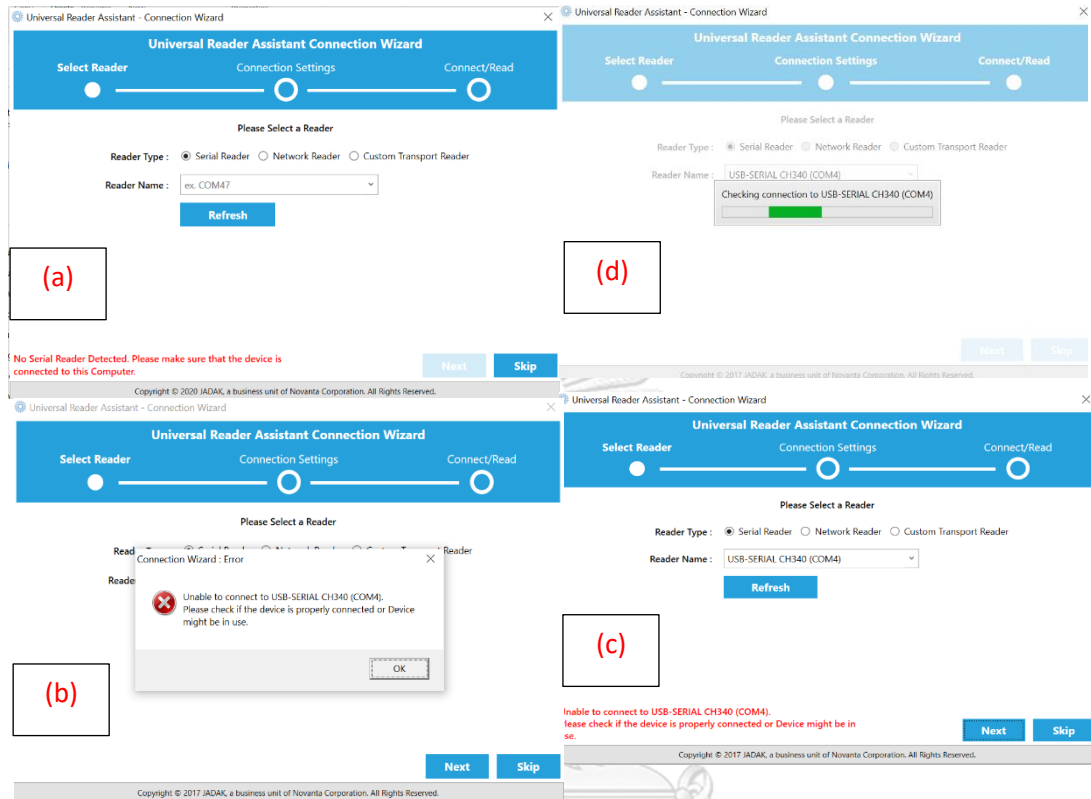 Universal Reader Assistant - Connection Wizard
Universal Reader Assistant Connection Wizard
Select Reader Connection Settings Connect/Read
Please Select a Reader
Reader Type : Serial Reader Network Reader Custom Transport Reader
Reader Name : ex. COM47
Refresh
(a)
No Serial Reader Detected. Please make sure that the device is
connected to this Computer.
Next Skip
Copyright © 2020 JADAK, a business unit of Novanta Corporation. All Rights Reserved.
Universal Reader Assistant - Connection Wizard
Universal Reader Assistant Connection Wizard
Select Reader Connection Settings Connect/Read
Please Select a Reader
Reader Type : Serial Reader Network Reader Custom Transport Reader
Reader Name : USB-SERIAL CH340 (COM4)
Checking connection to USB-SERIAL CH340 (COM4)
(d)
Next Skip
Copyright © 2017 JADAK, a business unit of Novanta Corporation. All Rights Reserved.
Universal Reader Assistant - Connection Wizard
Universal Reader Assistant Connection Wizard
Select Reader Connection Settings Connect/Read
Please Select a Reader
Reader
Connection Wizard : Error
Unable to connect to USB-SERIAL CH340 (COM4).
Please check if the device is properly connected or Device
might be in use.
OK
(b)
Next Skip
Copyright © 2017 JADAK, a business unit of Novanta Corporation. All Rights Reserved.
Universal Reader Assistant - Connection Wizard
Universal Reader Assistant Connection Wizard
Select Reader Connection Settings Connect/Read
Please Select a Reader
Reader Type : Serial Reader Network Reader Custom Transport Reader
Reader Name : USB-SERIAL CH340 (COM4)
Refresh
(c)
nable to connect to USB-SERIAL CH340 (COM4).
lease check if the device is properly connected or Device might be in
se.
Next Skip
Copyright © 2017 JADAK, a business unit of Novanta Corporation. All Rights Reserved.